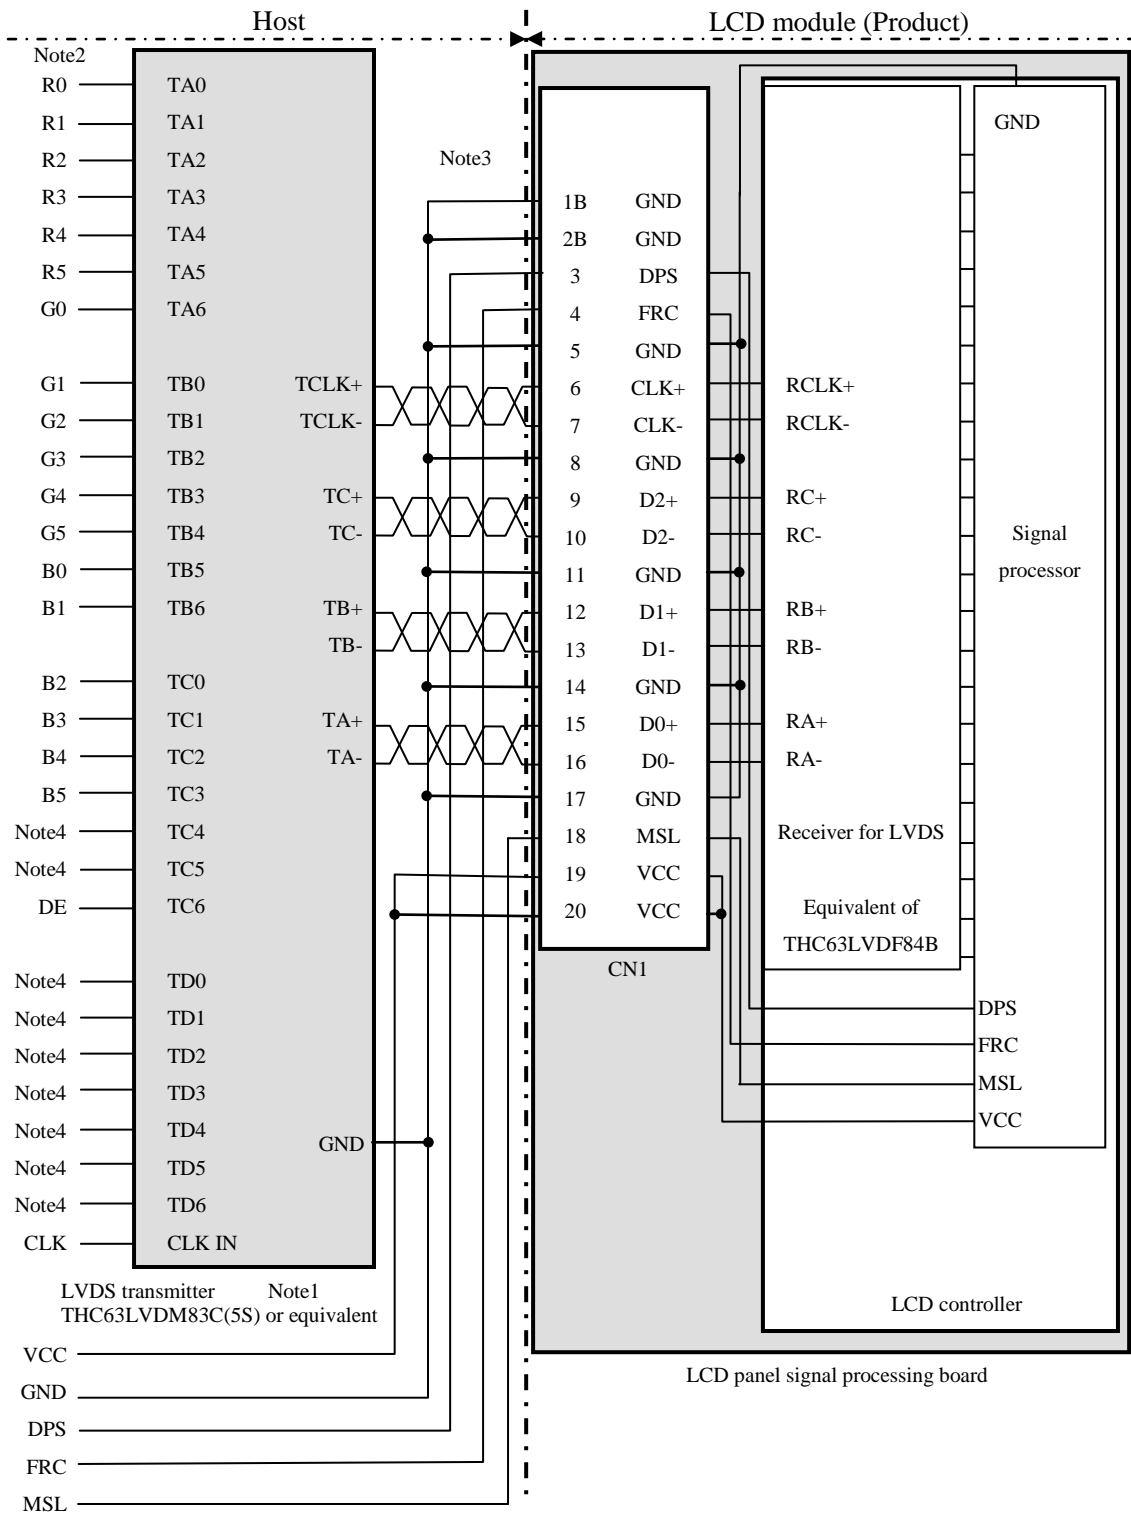 Host
LCD module (Product)
Note2
R0 TA0
R1 TA1
R2 TA2
R3 TA3
R4 TA4
R5 TA5
G0 TA6
G1 TB0 TCLK+
G2 TB1 TCLK-
G3 TB2
G4 TB3 TC+
G5 TB4 TC-
B0 TB5
B1 TB6 TB+
TB-
B2 TC0
B3 TC1 TA+
B4 TC2 TA-
B5 TC3
Note4 TC4
Note4 TC5
DE TC6
Note4 TD0
Note4 TD1
Note4 TD2
Note4 TD3
Note4 TD4
GND
Note4 TD5
Note4 TD6
CLK CLK IN
LVDS transmitter Note1
THC63LVDM83C(5S) or equivalent
VCC
GND
DPS
FRC
MSL
Note3
1B GND
2B GND
3 DPS
4 FRC
5 GND
6 CLK+
7 CLK-
8 GND
9 D2+
10 D2-
11 GND
12 D1+
13 D1-
14 GND
15 D0+
16 D0-
17 GND
18 MSL
19 VCC
20 VCC
CN1
RCLK+
RCLK-
RC+
RC-
RB+
RB-
RA+
RA-
Receiver for LVDS
Equivalent of
THC63LVDF84B
GND
Signal
processor
DPS
FRC
MSL
VCC
LCD controller
LCD panel signal processing board